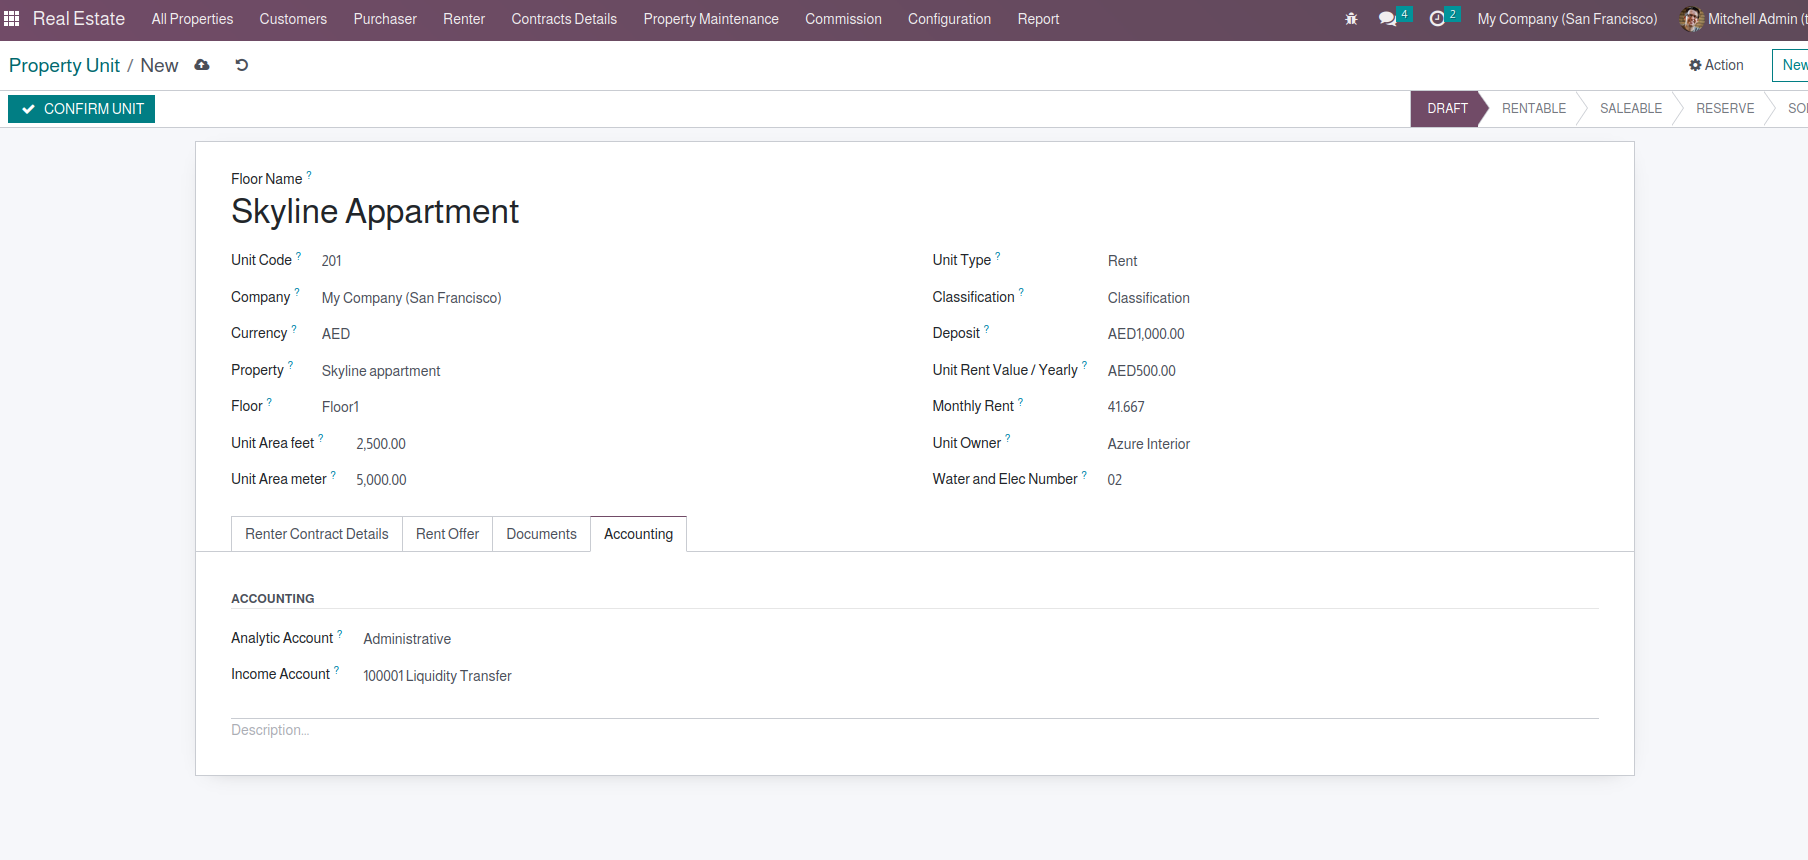 Real Estate All Properties Customers Purchaser Renter Contracts Details Property Maintenance Commission Configuration Report 4 2 My Company (San Francisco) Mitchell Admin (t
Property Unit / New Action New
CONFIRM UNIT DRAFT RENTABLE SALEABLE RESERVE SO
Floor Name ?
Skyline Appartment
Unit Code ? 201 Unit Type ? Rent
Company ? My Company (San Francisco) Classification ? Classification
Currency ? AED Deposit ? AED1,000.00
Property ? Skyline appartment Unit Rent Value / Yearly ? AED500.00
Floor ? Floor1 Monthly Rent ? 41.667
Unit Area feet ? 2,500.00 Unit Owner ? Azure Interior
Unit Area meter ? 5,000.00 Water and Elec Number ? 02
Renter Contract Details Rent Offer Documents Accounting
ACCOUNTING
Analytic Account ? Administrative
Income Account ? 100001 Liquidity Transfer
Description...